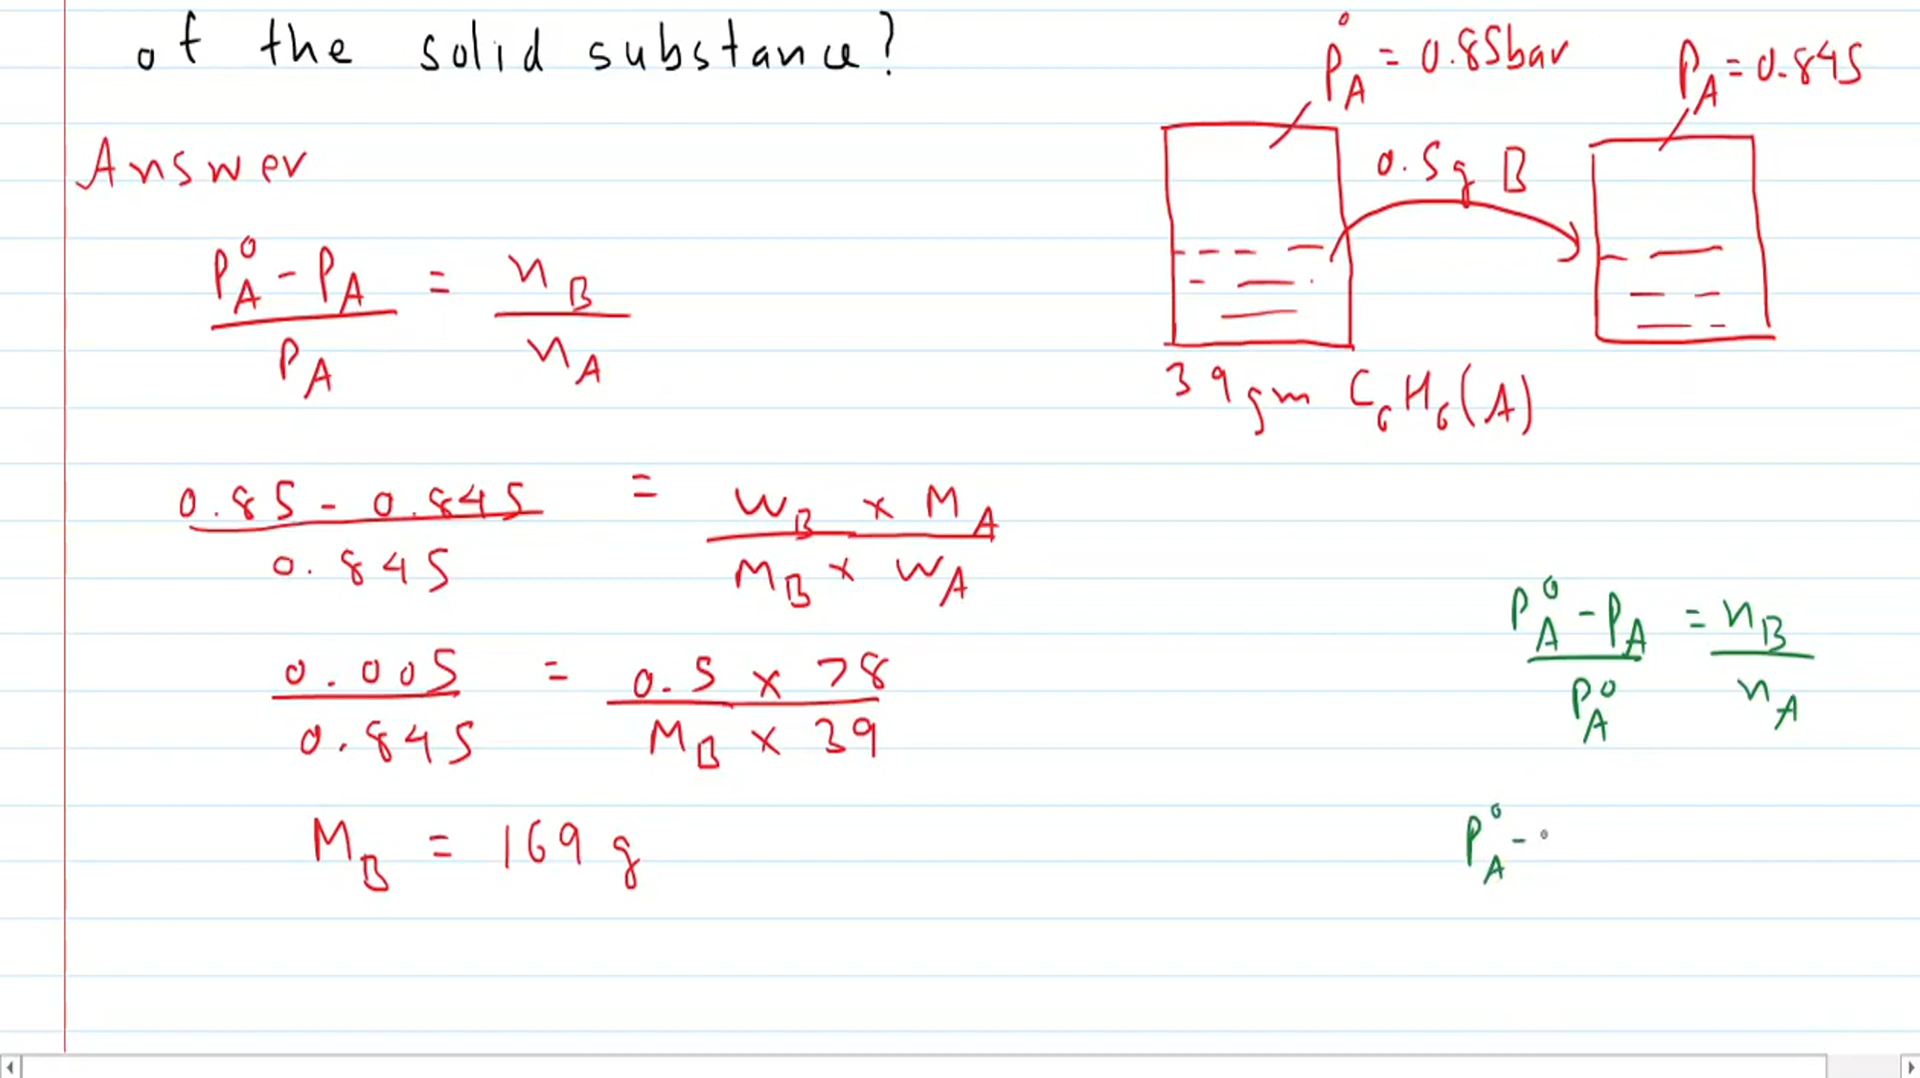 of the solid substance?
P°A = 0.85bar
PA = 0.845
Answer
0.5g B
P°A - PA = nB
PA nA
39gm C6H6(A)
0.85 - 0.845 = WB × MA
0.845 MB × WA
P°A - PA = nB
P°A nA
0.005 = 0.5 × 78
0.845 MB × 39
MB = 169 g
P°A -